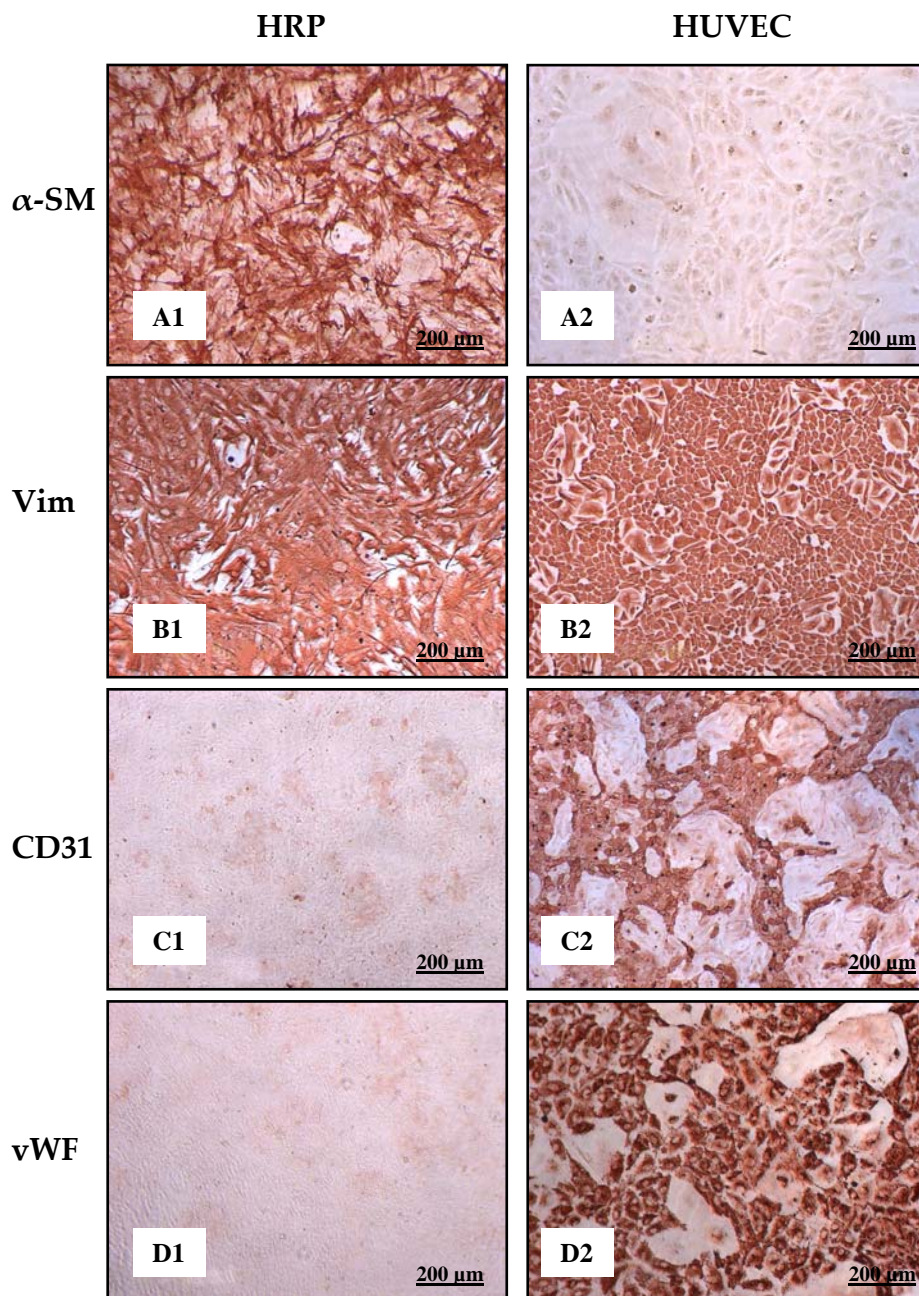 HRP HUVEC
α-SM
A1 200 µm A2 200 µm
Vim
B1 200 µm B2 200 µm
CD31
C1 200 µm C2 200 µm
vWF
D1 200 µm D2 200 µm